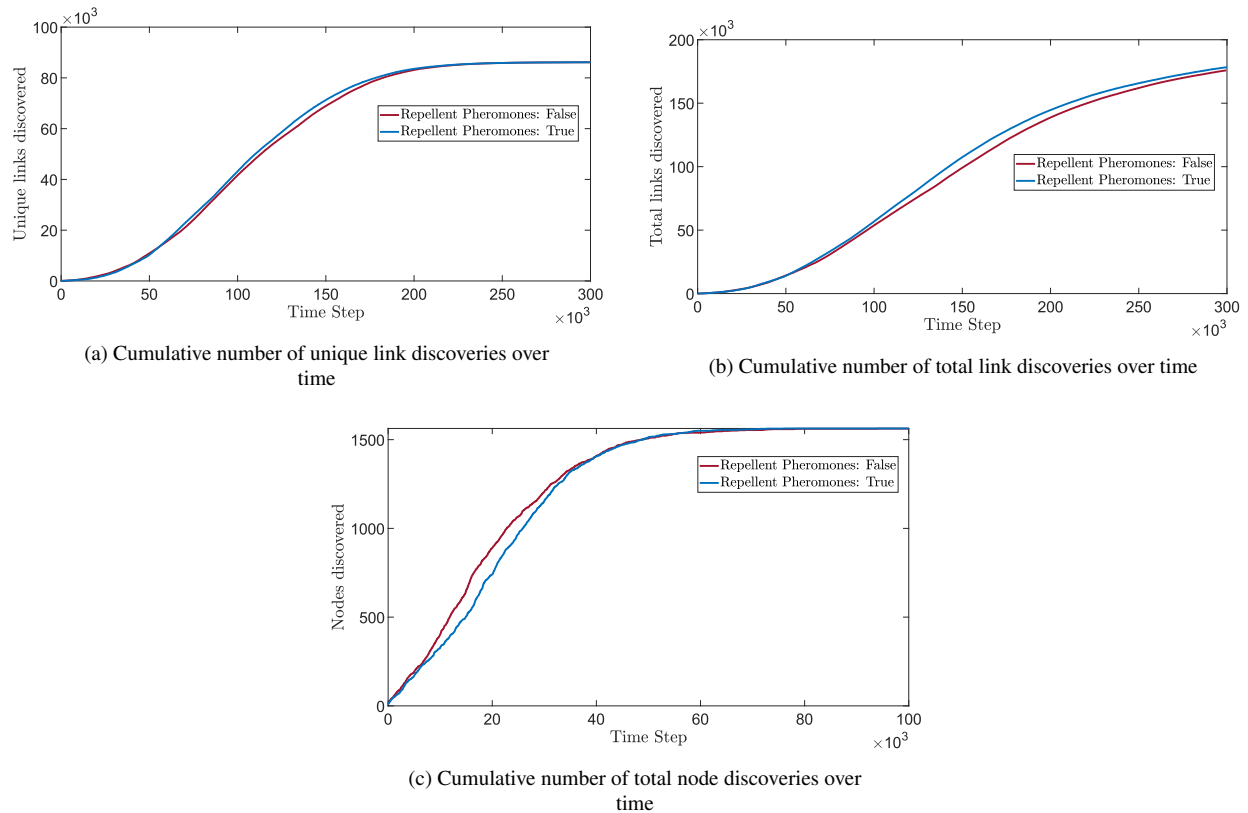 ×10³
100
80
60
40
20
0
Unique links discovered
Repellent Pheromones: False
Repellent Pheromones: True
0 50 100 150 200 250 300
Time Step
×10³
(a) Cumulative number of unique link discoveries over
time
×10³
200
150
100
50
0
Total links discovered
Repellent Pheromones: False
Repellent Pheromones: True
0 50 100 150 200 250 300
Time Step
×10³
(b) Cumulative number of total link discoveries over time
1500
1000
500
0
Nodes discovered
Repellent Pheromones: False
Repellent Pheromones: True
0 20 40 60 80 100
Time Step
×10³
(c) Cumulative number of total node discoveries over
time